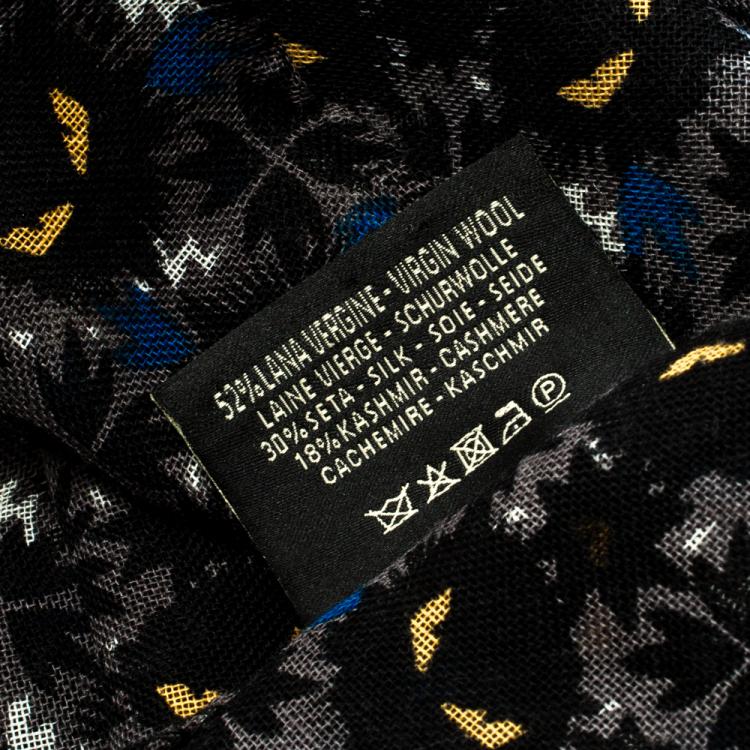 52% LANA VERGINE - VIRGIN WOOL
LAINE VIERGE - SCHURWOLLE
30% SETA - SILK - SOIE - SEIDE
18% KASHMIR - CASHMERE
CACHEMIRE - KASCHMIR
P